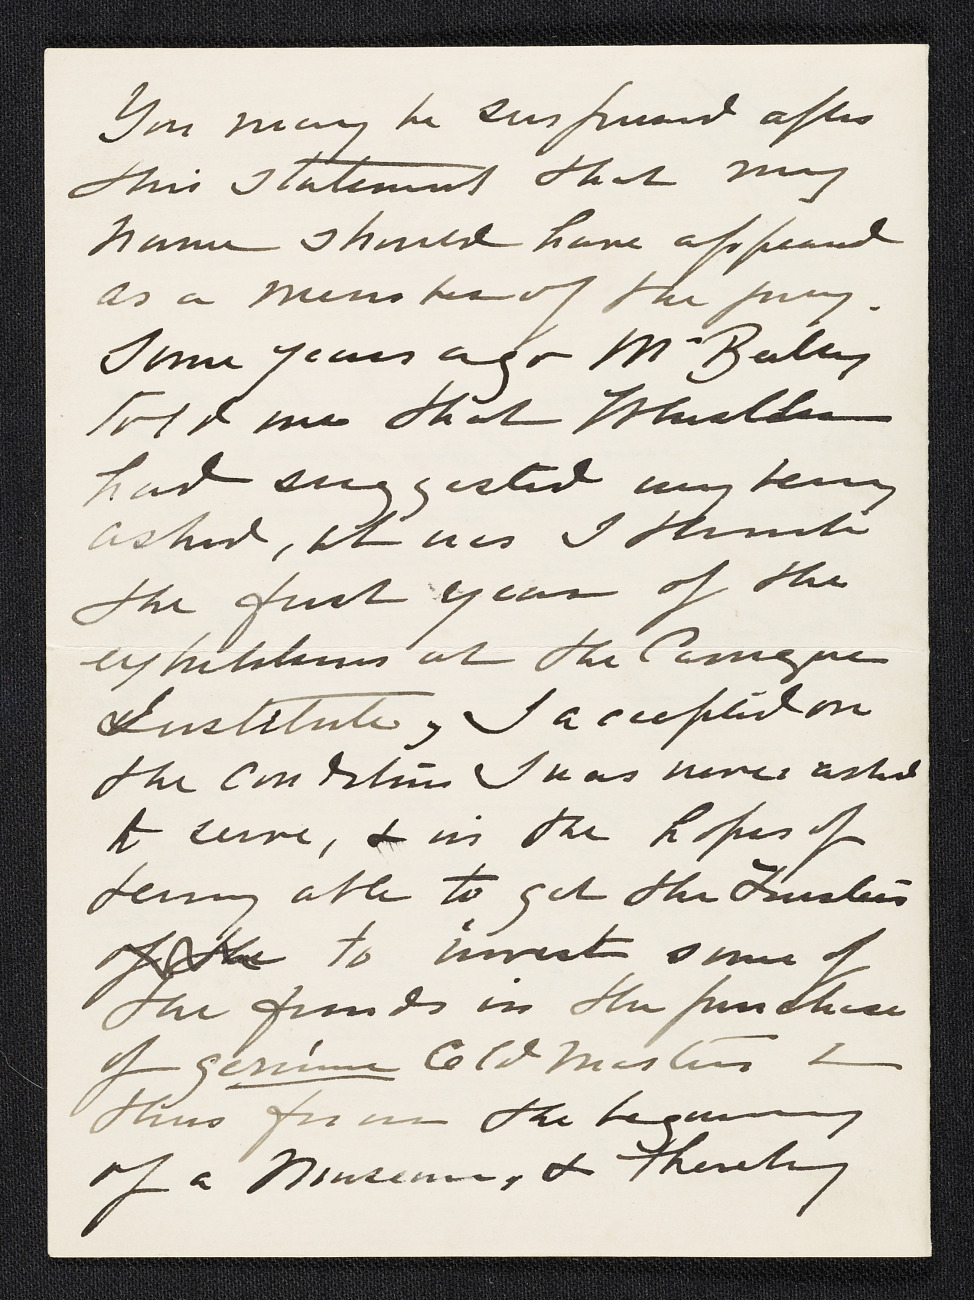 You may be surprised after
this statement that my
name should have appeared
as a member of the jury.
Some years ago Mr Beatty
told me that Whistler
had suggested my being
asked, it was I think
the first year of the
exhibitions at the Carnegie
Institute, I accepted on
the condition I was never asked
to serve, & in the hopes of
being able to get the Trustees
of the to invest some of
the funds in the purchase
of genuine Old Masters &
thus from the beginning
of a Museum, & thereby